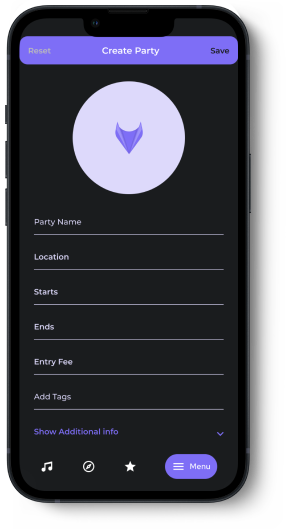 Reset Create Party Save
Party Name
Location
Starts
Ends
Entry Fee
Add Tags
Show Additional info
Menu